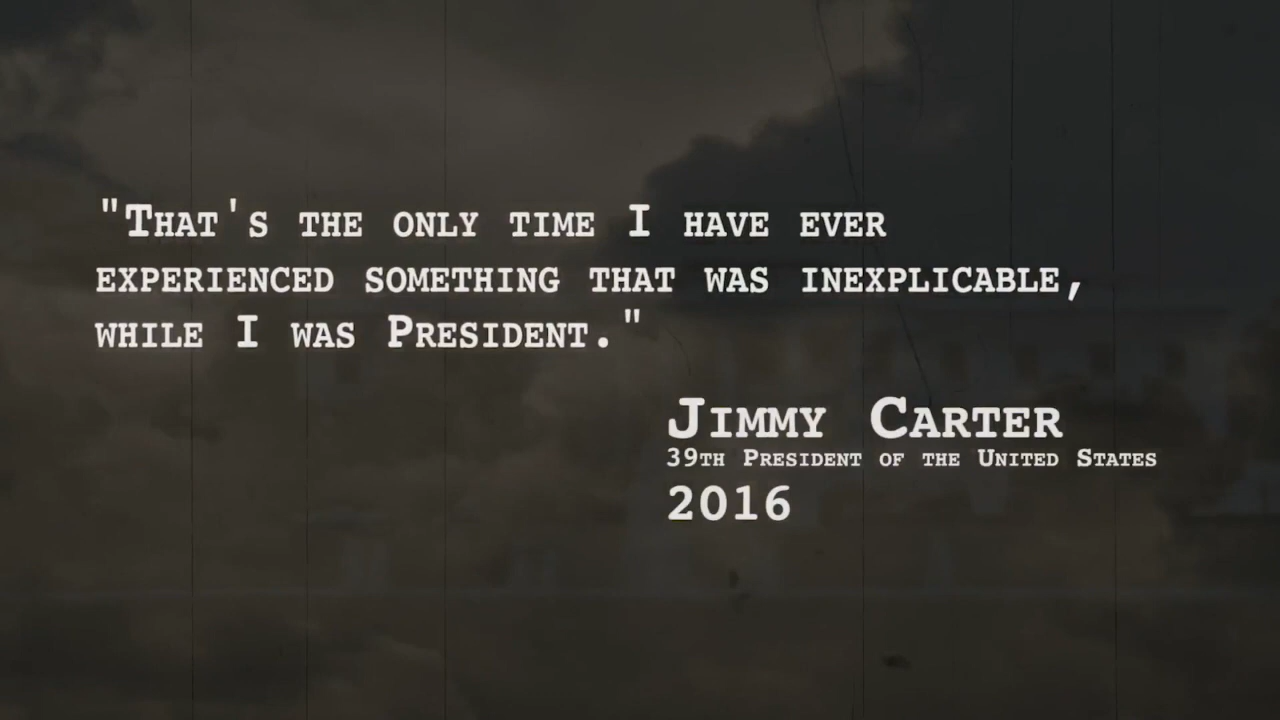 "That's the only time I have ever
experienced something that was inexplicable,
while I was President."
Jimmy Carter
39th President of the United States
2016